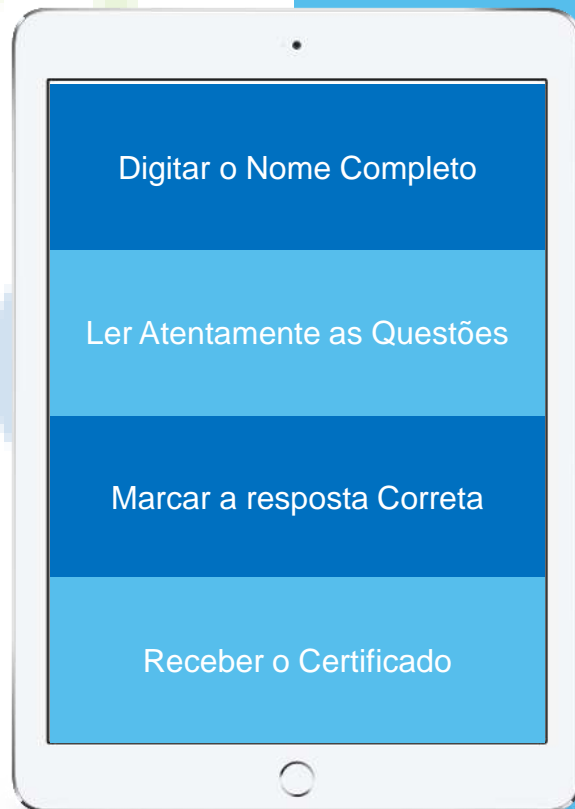 Digitar o Nome Completo
Ler Atentamente as Questões
Marcar a resposta Correta
Receber o Certificado